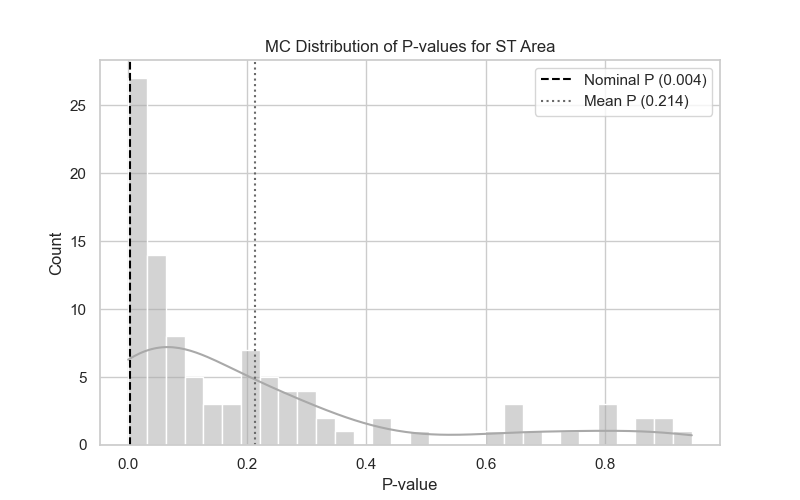 MC Distribution of P-values for ST Area
Nominal P (0.004)
Mean P (0.214)
25
20
15
10
5
0
Count
0.0 0.2 0.4 0.6 0.8
P-value